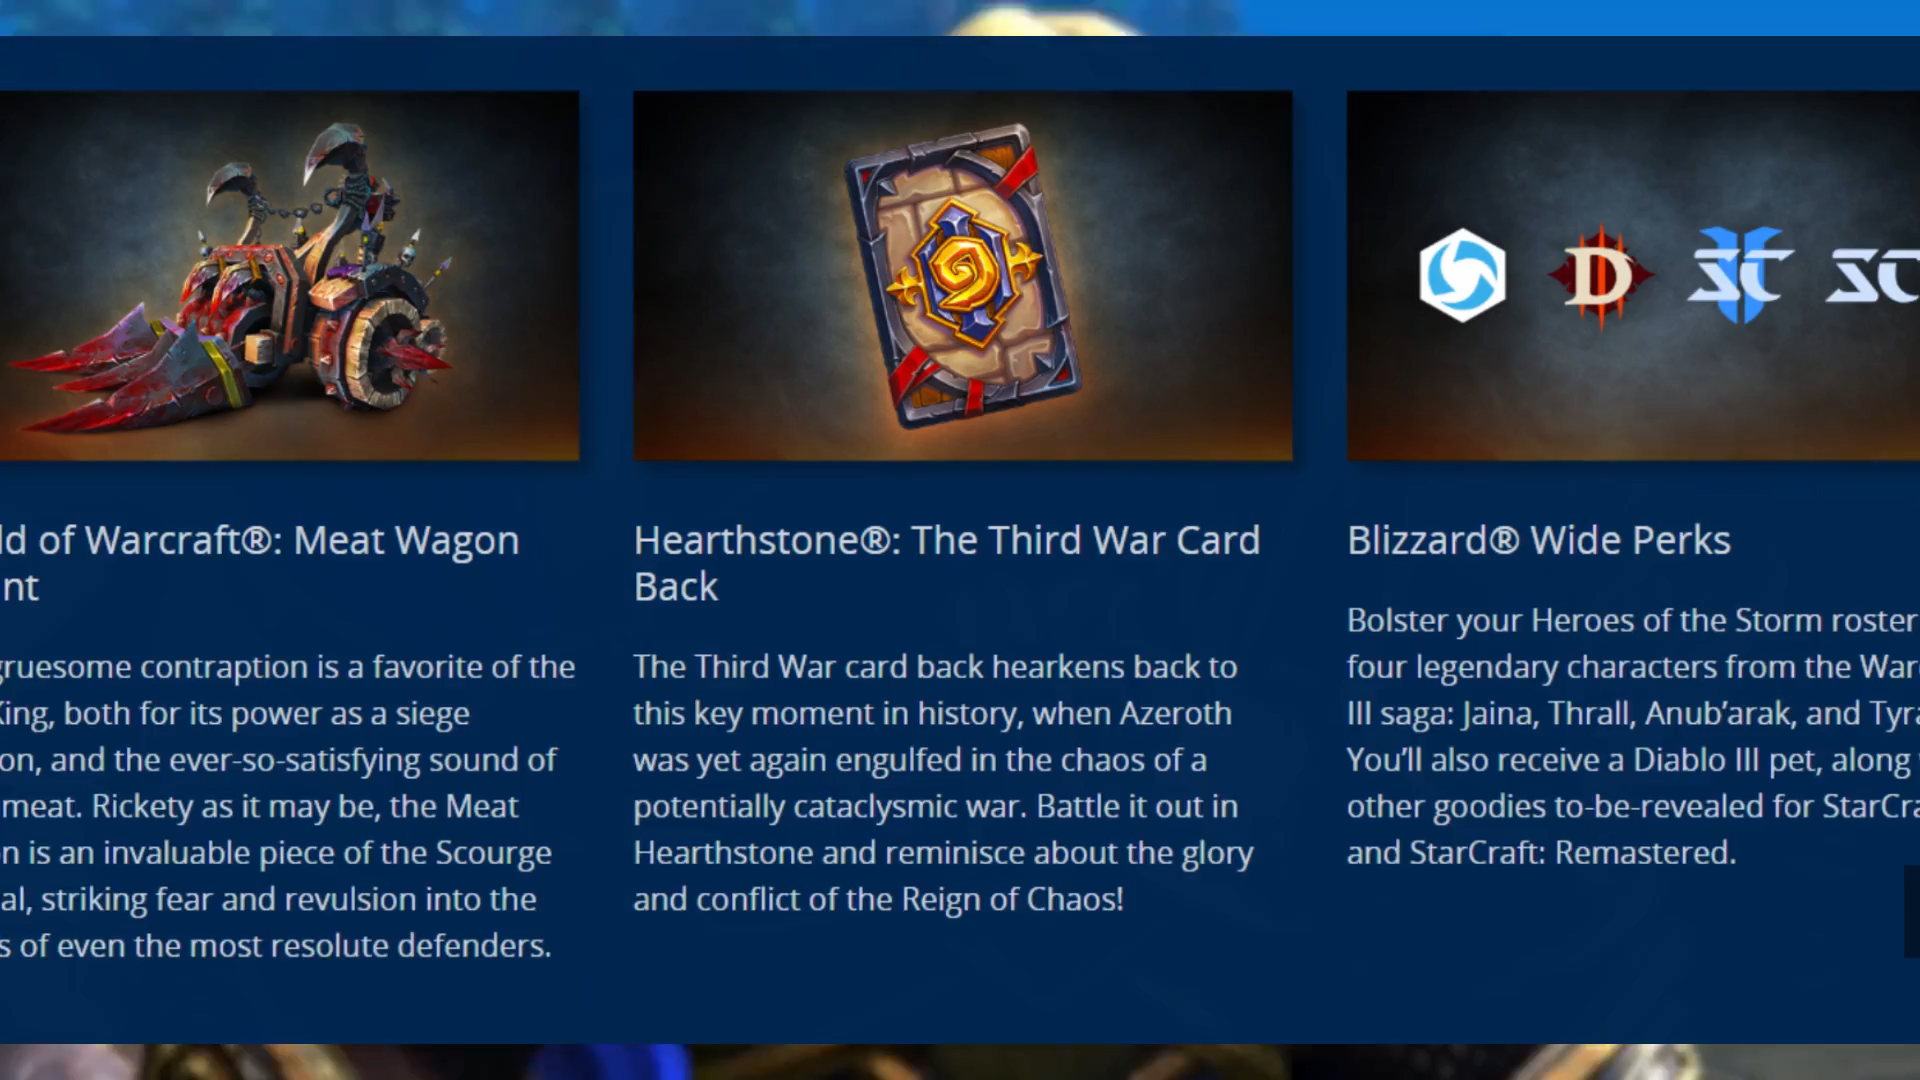 ld of Warcraft®: Meat Wagon
nt
gruesome contraption is a favorite of the
King, both for its power as a siege
on, and the ever-so-satisfying sound of
meat. Rickety as it may be, the Meat
n is an invaluable piece of the Scourge
al, striking fear and revulsion into the
s of even the most resolute defenders.
Hearthstone®: The Third War Card
Back
The Third War card back hearkens back to
this key moment in history, when Azeroth
was yet again engulfed in the chaos of a
potentially cataclysmic war. Battle it out in
Hearthstone and reminisce about the glory
and conflict of the Reign of Chaos!
D SC SC
Blizzard® Wide Perks
Bolster your Heroes of the Storm roster
four legendary characters from the War
III saga: Jaina, Thrall, Anub’arak, and Tyra
You’ll also receive a Diablo III pet, along
other goodies to-be-revealed for StarCra
and StarCraft: Remastered.